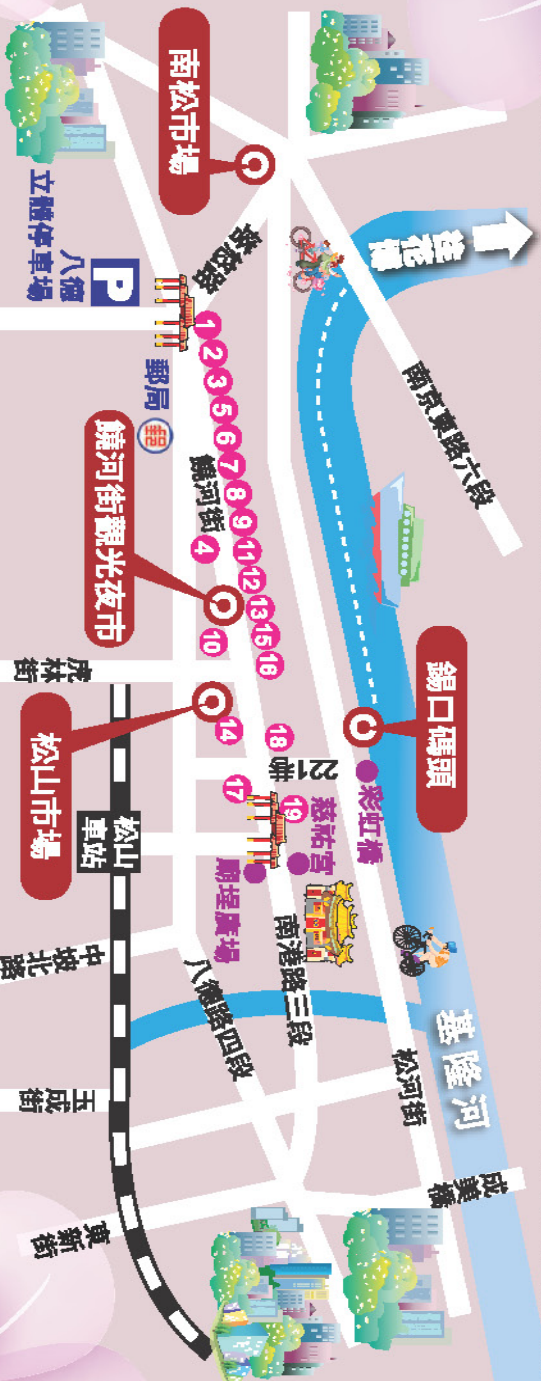 往花博
南松市場
塔悠路
南京東路六段
P
八德
立體停車場
郵局
饒河街
1
2
3
5
6
7
8
9
11
12
13
15
16
4
10
14
18
17
19
饒河街觀光夜市
錫口碼頭
彩虹橋
221巷
慈祐宮
廟埕廣場
松山市場
虎林街
松山
車站
中坡北路
八德路四段
南港路三段
松河街
基隆河
玉成街
東新街
成美橋